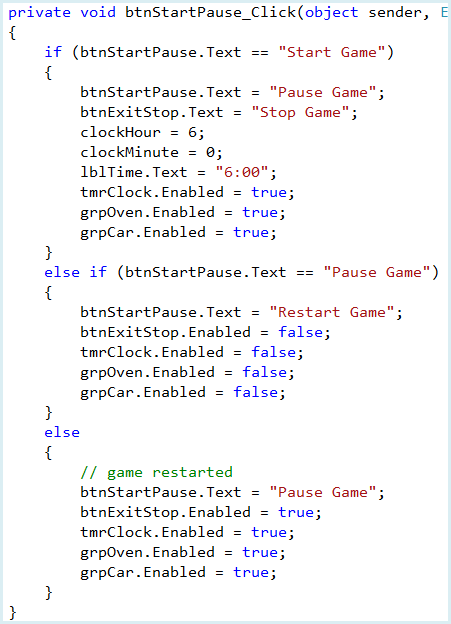 private void btnStartPause_Click(object sender, E
{
    if (btnStartPause.Text == "Start Game")
    {
        btnStartPause.Text = "Pause Game";
        btnExitStop.Text = "Stop Game";
        clockHour = 6;
        clockMinute = 0;
        lblTime.Text = "6:00";
        tmrClock.Enabled = true;
        grpOven.Enabled = true;
        grpCar.Enabled = true;
    }
    else if (btnStartPause.Text == "Pause Game")
    {
        btnStartPause.Text = "Restart Game";
        btnExitStop.Enabled = false;
        tmrClock.Enabled = false;
        grpOven.Enabled = false;
        grpCar.Enabled = false;
    }
    else
    {
        // game restarted
        btnStartPause.Text = "Pause Game";
        btnExitStop.Enabled = true;
        tmrClock.Enabled = true;
        grpOven.Enabled = true;
        grpCar.Enabled = true;
    }
}